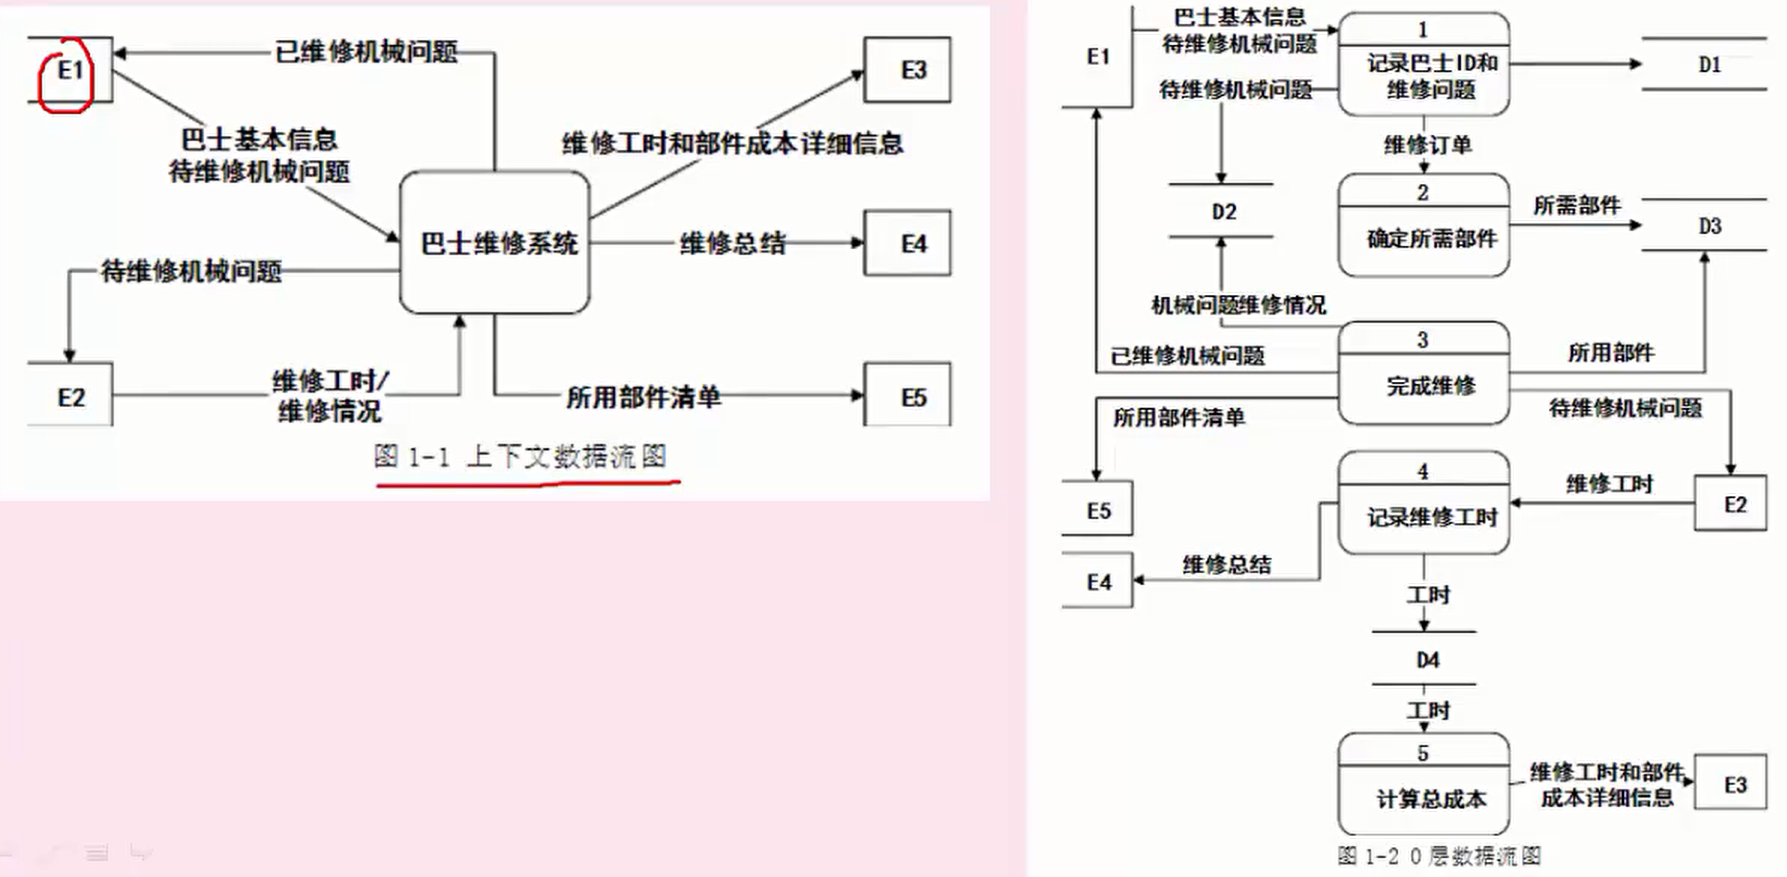 已维修机械问题
E1
E3
巴士基本信息
待维修机械问题
维修工时和部件成本详细信息
巴士维修系统
维修总结
E4
待维修机械问题
E2
维修工时/
维修情况
所用部件清单
E5
图 1-1 上下文数据流图
E1
巴士基本信息
待维修机械问题
1
记录巴士ID和
维修问题
D1
待维修机械问题
维修订单
D2
2
确定所需部件
所需部件
D3
机械问题维修情况
3
完成维修
已维修机械问题
所用部件
所用部件清单
待维修机械问题
E5
4
记录维修工时
维修工时
E2
E4
维修总结
工时
D4
工时
5
计算总成本
维修工时和部件
成本详细信息
E3
图 1-2 0 层数据流图